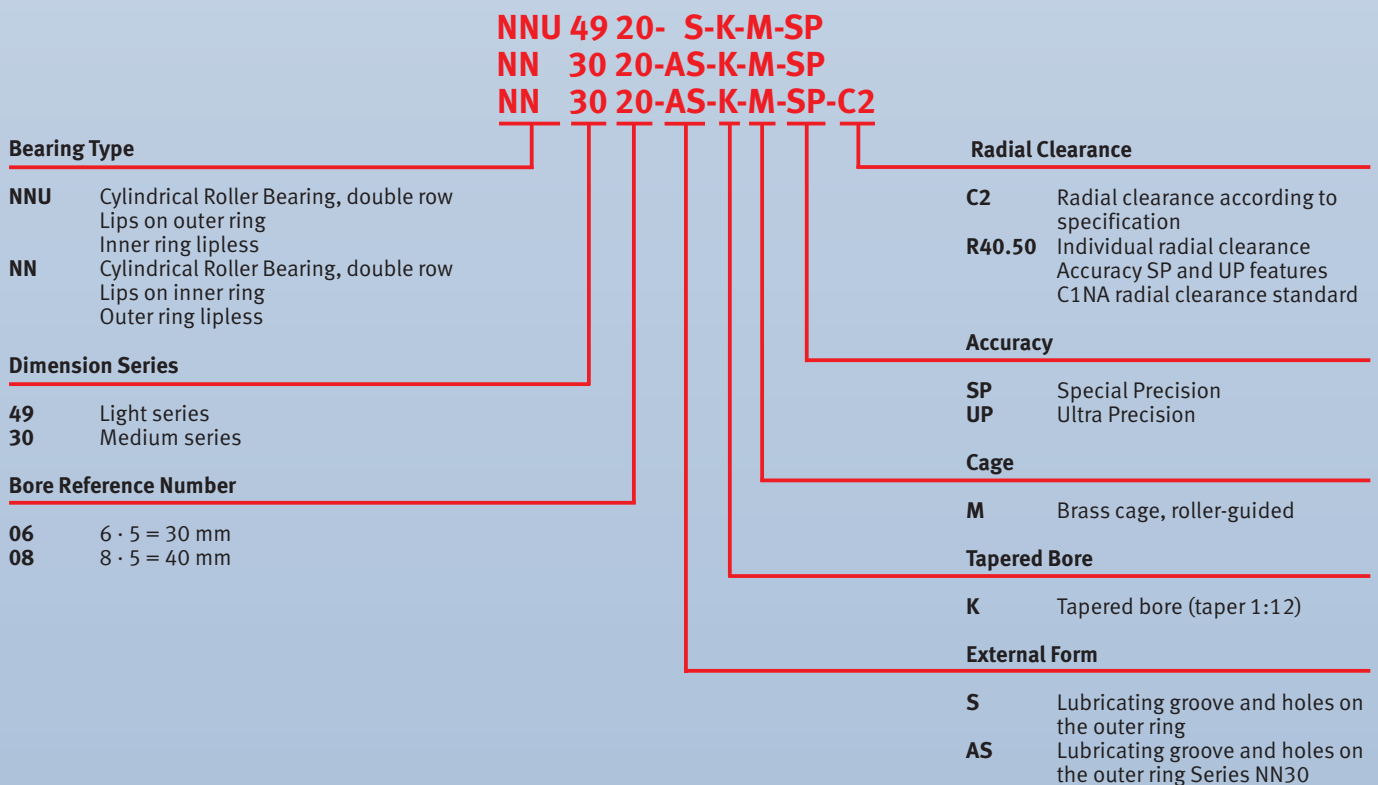 NNU 49 20- S-K-M-SP
NN 30 20-AS-K-M-SP
NN 30 20-AS-K-M-SP-C2
Bearing Type
NNU Cylindrical Roller Bearing, double row
Lips on outer ring
Inner ring lipless
NN Cylindrical Roller Bearing, double row
Lips on inner ring
Outer ring lipless
Dimension Series
49 Light series
30 Medium series
Bore Reference Number
06 6 · 5 = 30 mm
08 8 · 5 = 40 mm
Radial Clearance
C2 Radial clearance according to
specification
R40.50 Individual radial clearance
Accuracy SP and UP features
C1NA radial clearance standard
Accuracy
SP Special Precision
UP Ultra Precision
Cage
M Brass cage, roller-guided
Tapered Bore
K Tapered bore (taper 1:12)
External Form
S Lubricating groove and holes on
the outer ring
AS Lubricating groove and holes on
the outer ring Series NN30